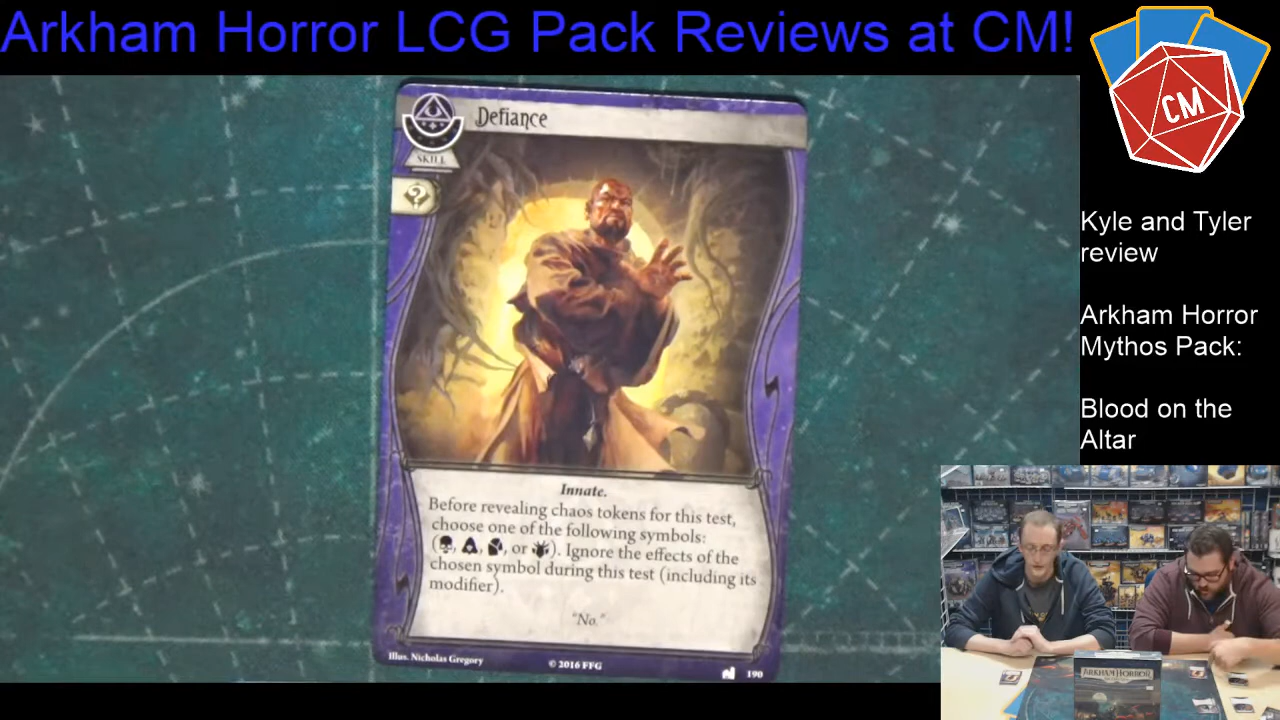 Arkham Horror LCG Pack Reviews at CM!
CM
Defiance
SKILL
?
Innate.
Before revealing chaos tokens for this test,
choose one of the following symbols:
( , , , or ). Ignore the effects of the
chosen symbol during this test (including its
modifier).
"No."
Illus. Nicholas Gregory
© 2016 FFG
190
Kyle and Tyler
review
Arkham Horror
Mythos Pack:
Blood on the
Altar
ARKHAM HORROR